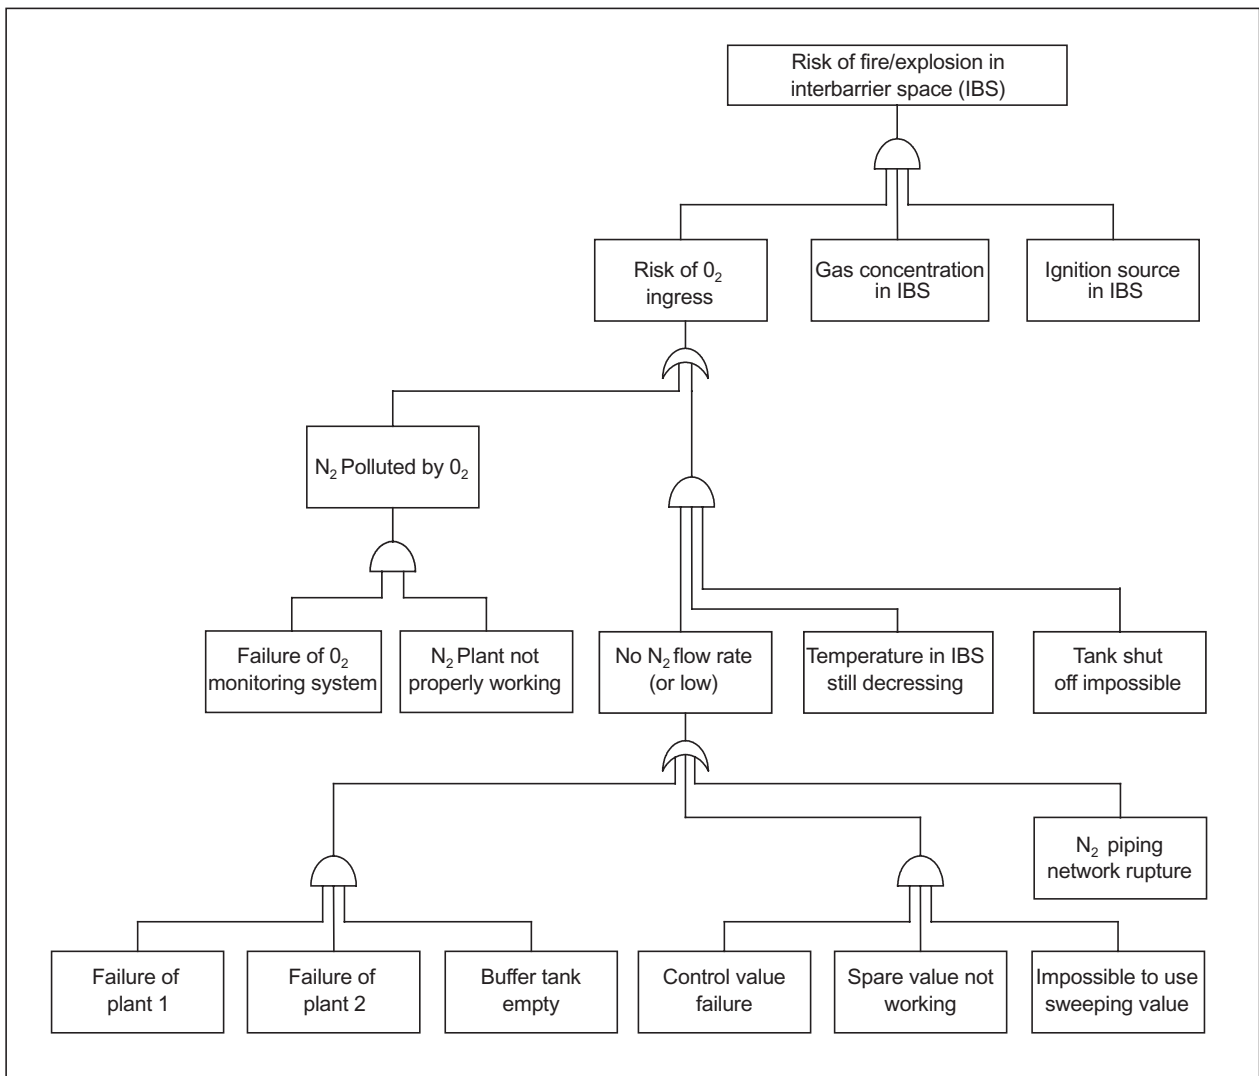 Risk of fire/explosion in
interbarrier space (IBS)
Risk of 0₂
ingress
Gas concentration
in IBS
Ignition source
in IBS
N₂ Polluted by 0₂
Failure of 0₂
monitoring system
N₂ Plant not
properly working
No N₂ flow rate
(or low)
Temperature in IBS
still decressing
Tank shut
off impossible
N₂ piping
network rupture
Failure of
plant 1
Failure of
plant 2
Buffer tank
empty
Control value
failure
Spare value not
working
Impossible to use
sweeping value